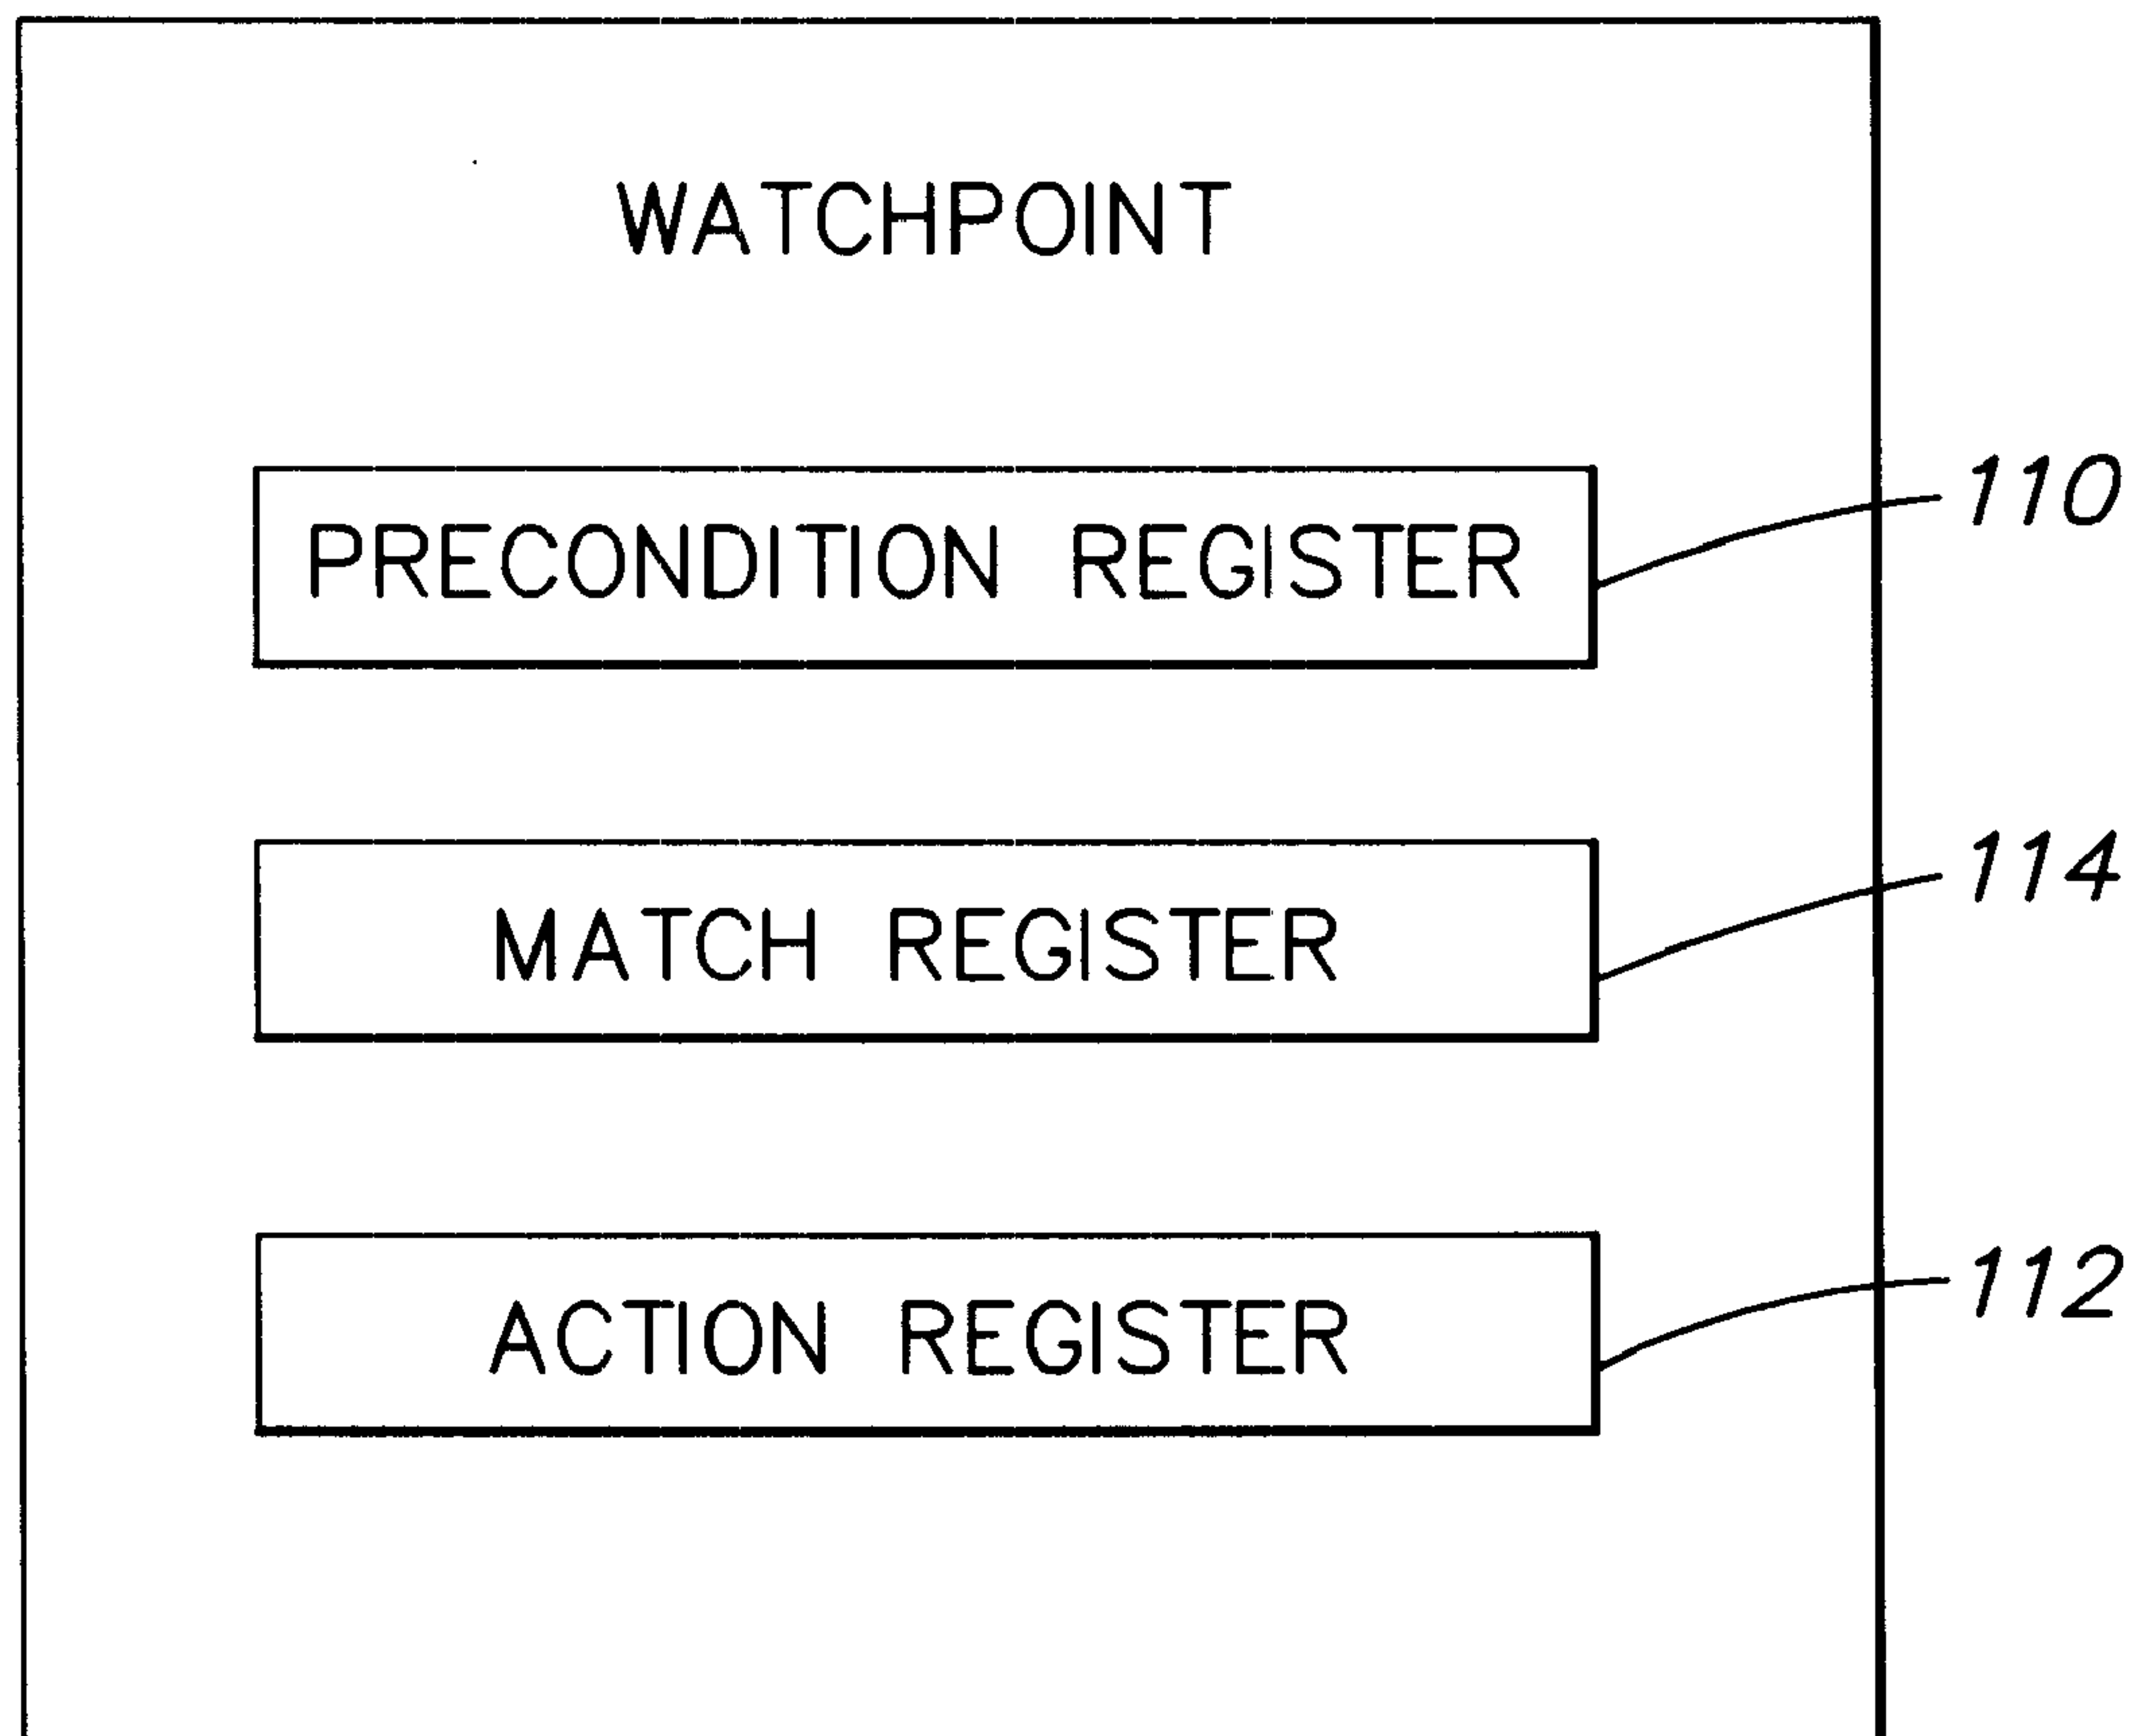 WATCHPOINT
PRECONDITION REGISTER
110
MATCH REGISTER
114
ACTION REGISTER
112